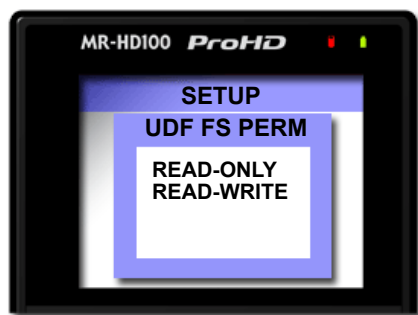 MR-HD100 ProHD
SETUP
UDF FS PERM
READ-ONLY
READ-WRITE